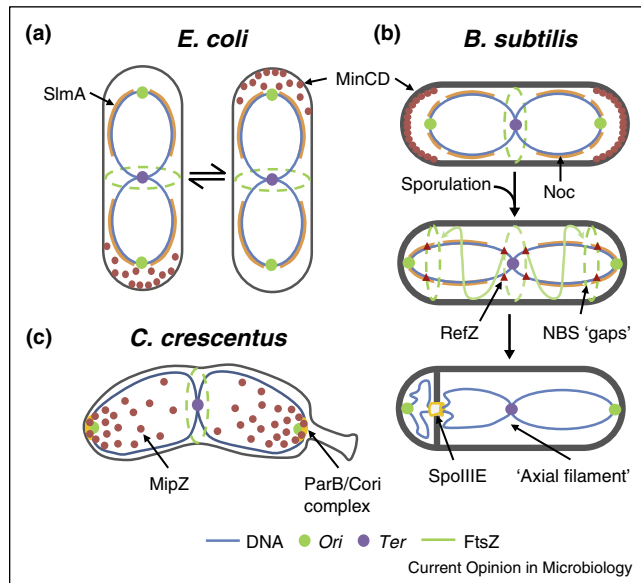 (a) E. coli
SlmA
MinCD
(b) B. subtilis
Noc
Sporulation
RefZ
NBS 'gaps'
SpoIIIE
'Axial filament'
(c) C. crescentus
MipZ
ParB/Cori
complex
DNA Ori Ter FtsZ
Current Opinion in Microbiology